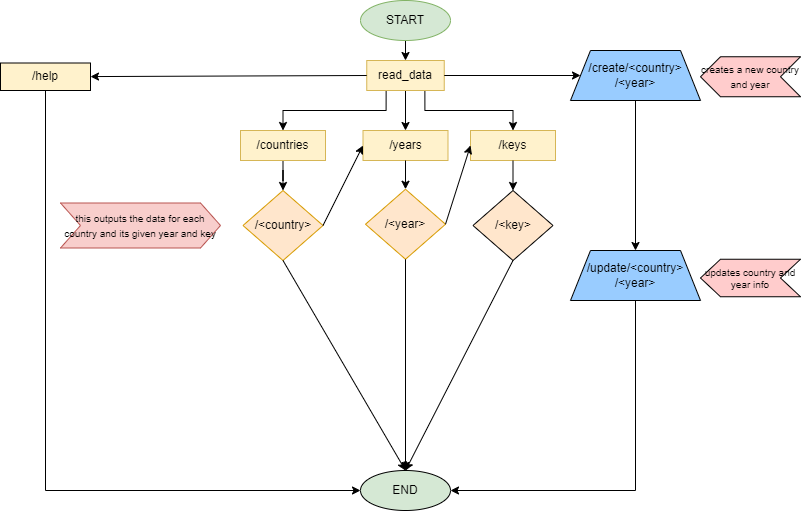 START
/help
read_data
/create/<country>
/<year>
creates a new country
and year
/countries
/years
/keys
this outputs the data for each
country and its given year and key
/<country>
/<year>
/<key>
/update/<country>
/<year>
updates country and
year info
END